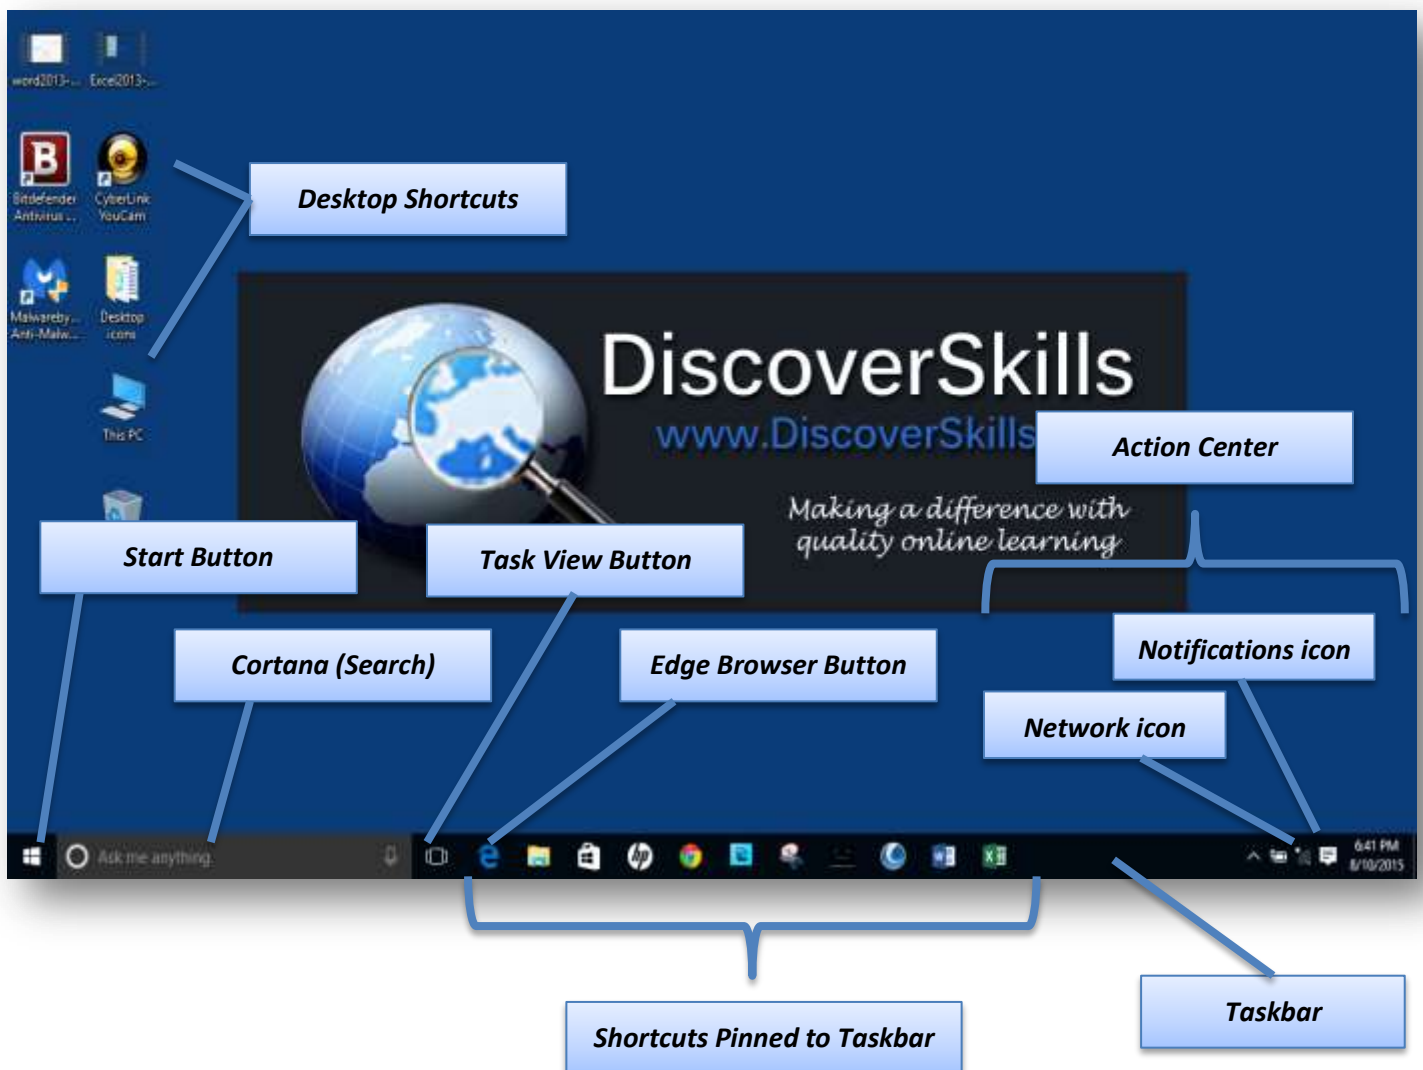 word2013-... Excel2013-...
Bitdefender
Antivirus ...
CyberLink
YouCam
Desktop Shortcuts
Malwareby...
Anti-Malw...
Desktop
icons
This PC
DiscoverSkills
www.DiscoverSkills
Making a difference with
quality online learning
Action Center
Start Button
Task View Button
Cortana (Search)
Edge Browser Button
Notifications icon
Network icon
Ask me anything
6:41 PM
8/10/2015
Shortcuts Pinned to Taskbar
Taskbar